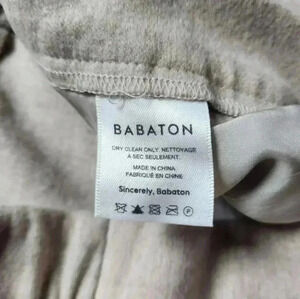 BABATON
DRY CLEAN ONLY. NETTOYAGE
A SEC SEULEMENT.
MADE IN CHINA
FABRIQUÉ EN CHINE
Sincerely, Babaton
P